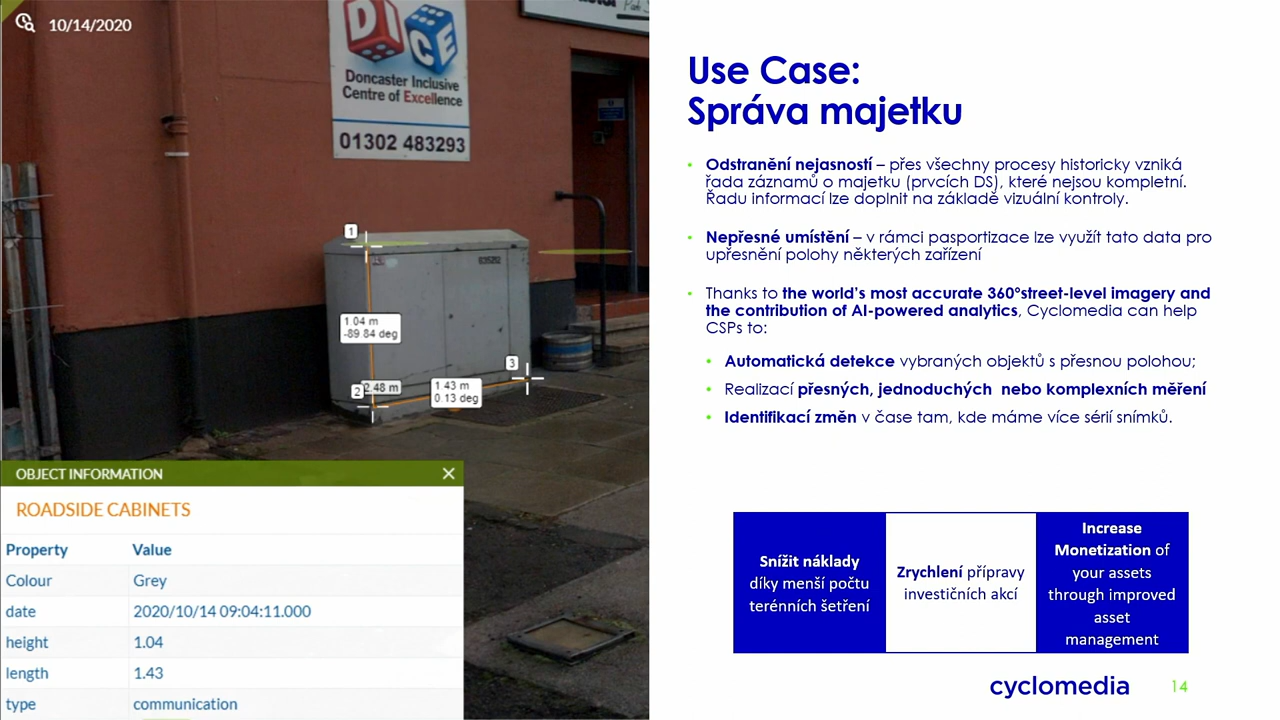 10/14/2020
DICE
Doncaster Inclusive
Centre of Excellence
01302 483293
1
1.04 m
-89 84 deg
2
2.48 m
1.43 m
0.13 deg
3
OBJECT INFORMATION
ROADSIDE CABINETS
Property Value
Colour Grey
date 2020/10/14 09:04:11.000
height 1.04
length 1.43
type communication
Use Case:
Správa majetku
• Odstranění nejasností – přes všechny procesy historicky vzniká
řada záznamů o majetku (prvcích DS), které nejsou kompletní.
Řadu informací lze doplnit na základě vizuální kontroly.
• Nepřesné umístění – v rámci pasportizace lze využít tato data pro
upřesnění polohy některých zařízení
• Thanks to the world's most accurate 360°street-level imagery and
the contribution of AI-powered analytics, Cyclomedia can help
CSPs to:
• Automatická detekce vybraných objektů s přesnou polohou;
• Realizací přesných, jednoduchých nebo komplexních měření
• Identifikací změn v čase tam, kde máme více sérií snímků.
Snížit náklady
díky menší počtu
terénních šetření
Zrychlení přípravy
investičních akcí
Increase
Monetization of
your assets
through improved
asset
management
cyclomedia
14